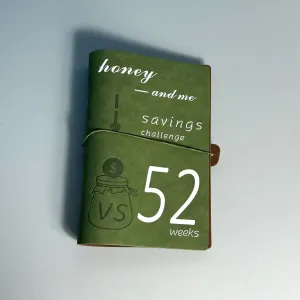 honey
—and me
savings
challenge
$
VS
52
weeks